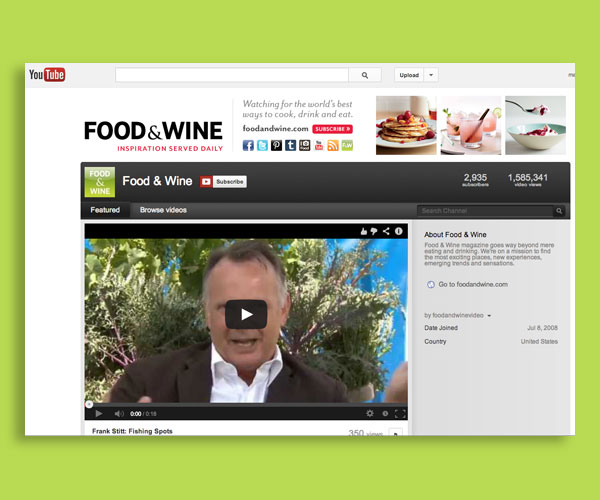 YouTube
Upload
me
FOOD&WINE
INSPIRATION SERVED DAILY
Watching for the world's best
ways to cook, drink and eat.
foodandwine.com SUBSCRIBE
FOOD
&
WINE
Food & Wine
Subscribe
2,935
subscribers
1,585,341
video views
Featured
Browse videos
Search Channel
0:00 / 0:18
Frank Stitt: Fishing Spots
350 views
About Food & Wine
Food & Wine magazine goes way beyond mere
eating and drinking. We're on a mission to find
the most exciting places, new experiences,
emerging trends and sensations.
Go to foodandwine.com
by foodandwinevideo
Date Joined Jul 8, 2008
Country United States